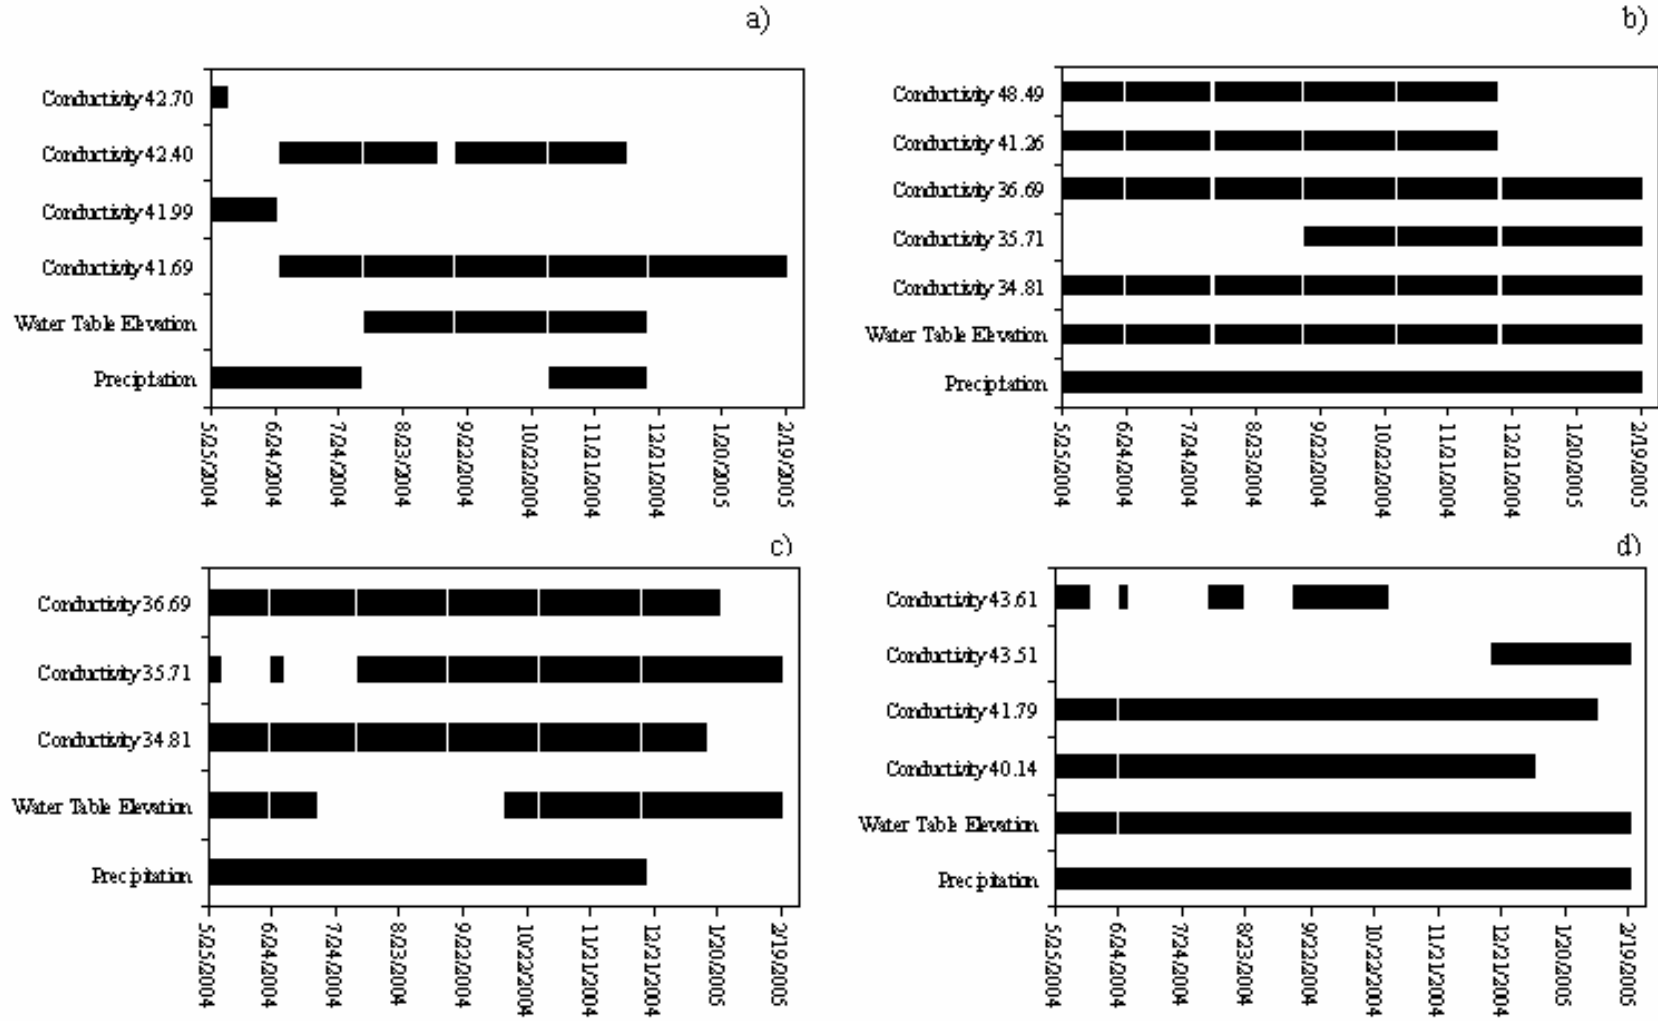 a)
Conductivity 42.70
Conductivity 42.40
Conductivity 41.99
Conductivity 41.69
Water Table Elevation
Precipitation
5/25/2004
6/24/2004
7/24/2004
8/23/2004
9/22/2004
10/22/2004
11/21/2004
12/21/2004
1/20/2005
2/19/2005
b)
Conductivity 48.49
Conductivity 41.26
Conductivity 36.69
Conductivity 35.71
Conductivity 34.81
Water Table Elevation
Precipitation
5/25/2004
6/24/2004
7/24/2004
8/23/2004
9/22/2004
10/22/2004
11/21/2004
12/21/2004
1/20/2005
2/19/2005
c)
Conductivity 36.69
Conductivity 35.71
Conductivity 34.81
Water Table Elevation
Precipitation
5/25/2004
6/24/2004
7/24/2004
8/23/2004
9/22/2004
10/22/2004
11/21/2004
12/21/2004
1/20/2005
2/19/2005
d)
Conductivity 43.61
Conductivity 43.51
Conductivity 41.79
Conductivity 40.14
Water Table Elevation
Precipitation
5/25/2004
6/24/2004
7/24/2004
8/23/2004
9/22/2004
10/22/2004
11/21/2004
12/21/2004
1/20/2005
2/19/2005